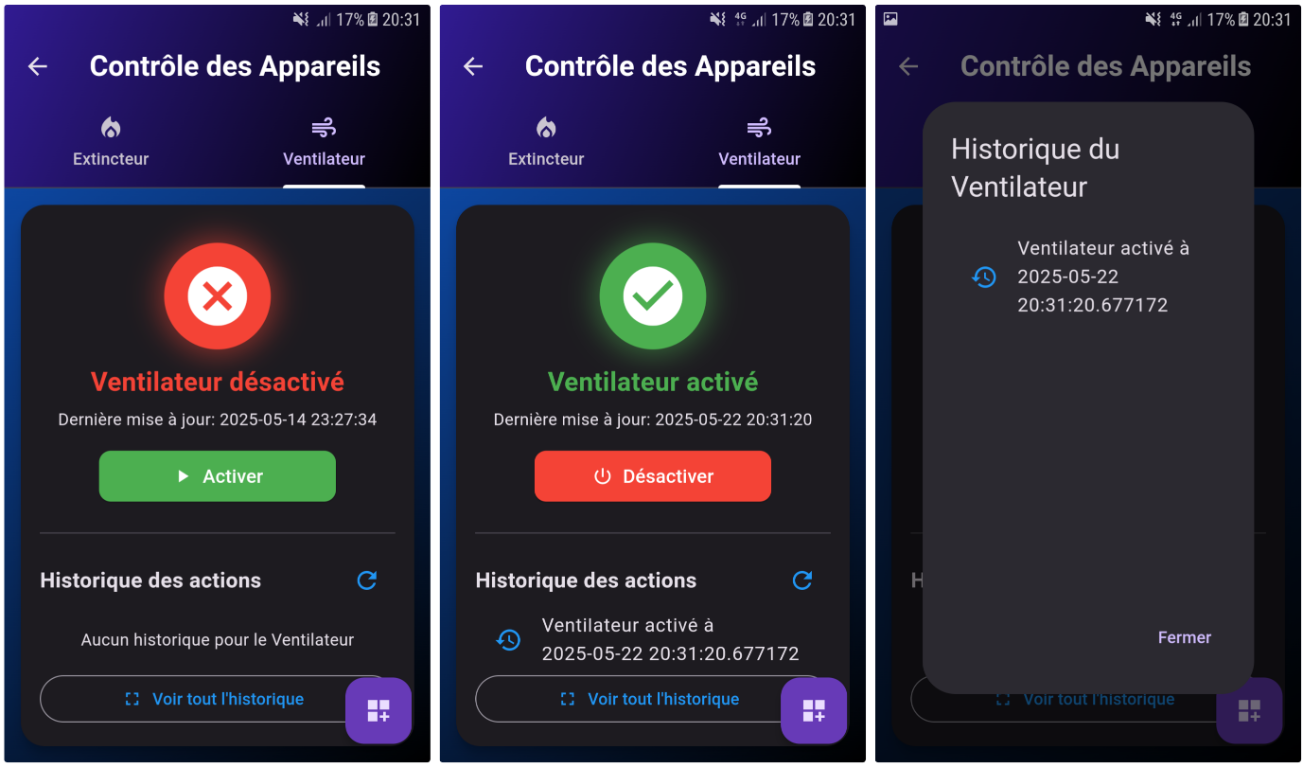 17% 20:31
Contrôle des Appareils
Extincteur
Ventilateur
Ventilateur désactivé
Dernière mise à jour: 2025-05-14 23:27:34
Activer
Historique des actions
Aucun historique pour le Ventilateur
Voir tout l'historique
4G 17% 20:31
Contrôle des Appareils
Extincteur
Ventilateur
Ventilateur activé
Dernière mise à jour: 2025-05-22 20:31:20
Désactiver
Historique des actions
Ventilateur activé à
2025-05-22 20:31:20.677172
Voir tout l'historique
4G 17% 20:31
Contrôle des Appareils
Historique du
Ventilateur
Ventilateur activé à
2025-05-22
20:31:20.677172
H
Fermer
Voir tout l'historique